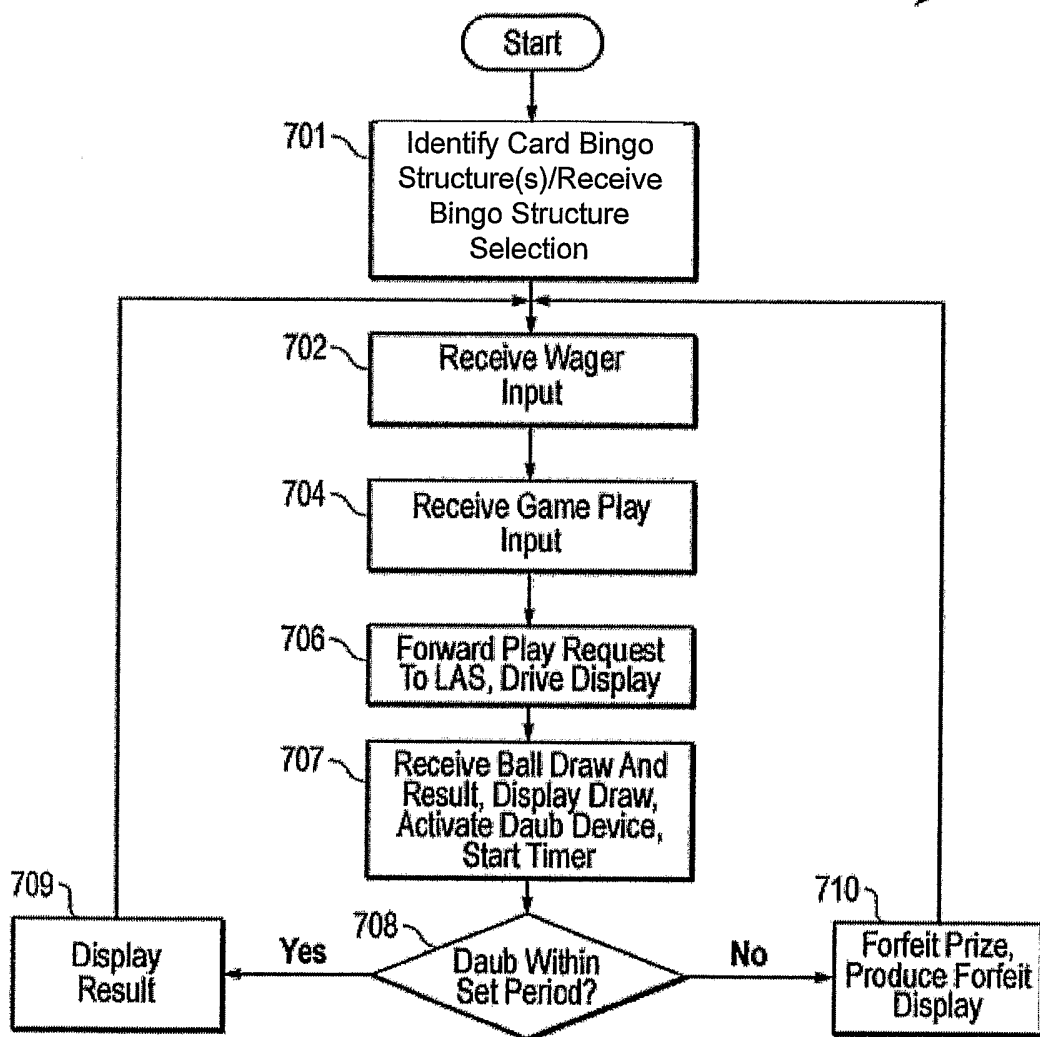 Start
701
Identify Card Bingo
Structure(s)/Receive
Bingo Structure
Selection
702
Receive Wager
Input
704
Receive Game Play
Input
706
Forward Play Request
To LAS, Drive Display
707
Receive Ball Draw And
Result, Display Draw,
Activate Daub Device,
Start Timer
709
Display
Result
Yes
708
Daub Within
Set Period?
No
710
Forfeit Prize,
Produce Forfeit
Display